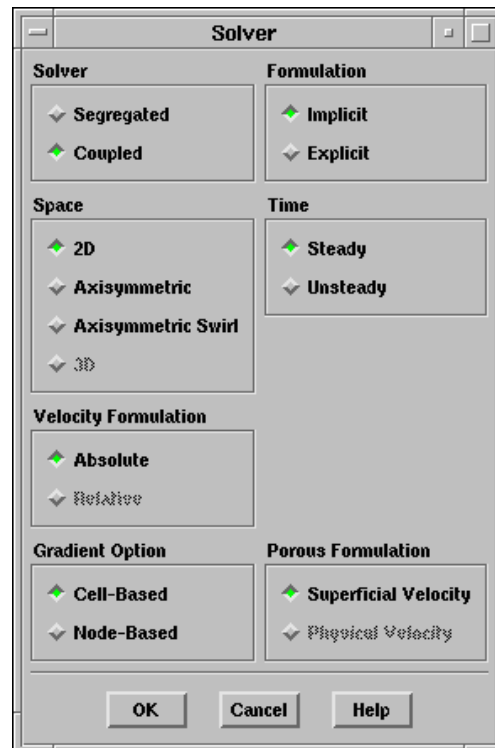 Solver
Solver
Segregated
Coupled
Formulation
Implicit
Explicit
Space
2D
Axisymmetric
Axisymmetric Swirl
3D
Time
Steady
Unsteady
Velocity Formulation
Absolute
Relative
Gradient Option
Cell-Based
Node-Based
Porous Formulation
Superficial Velocity
Physical Velocity
OK
Cancel
Help